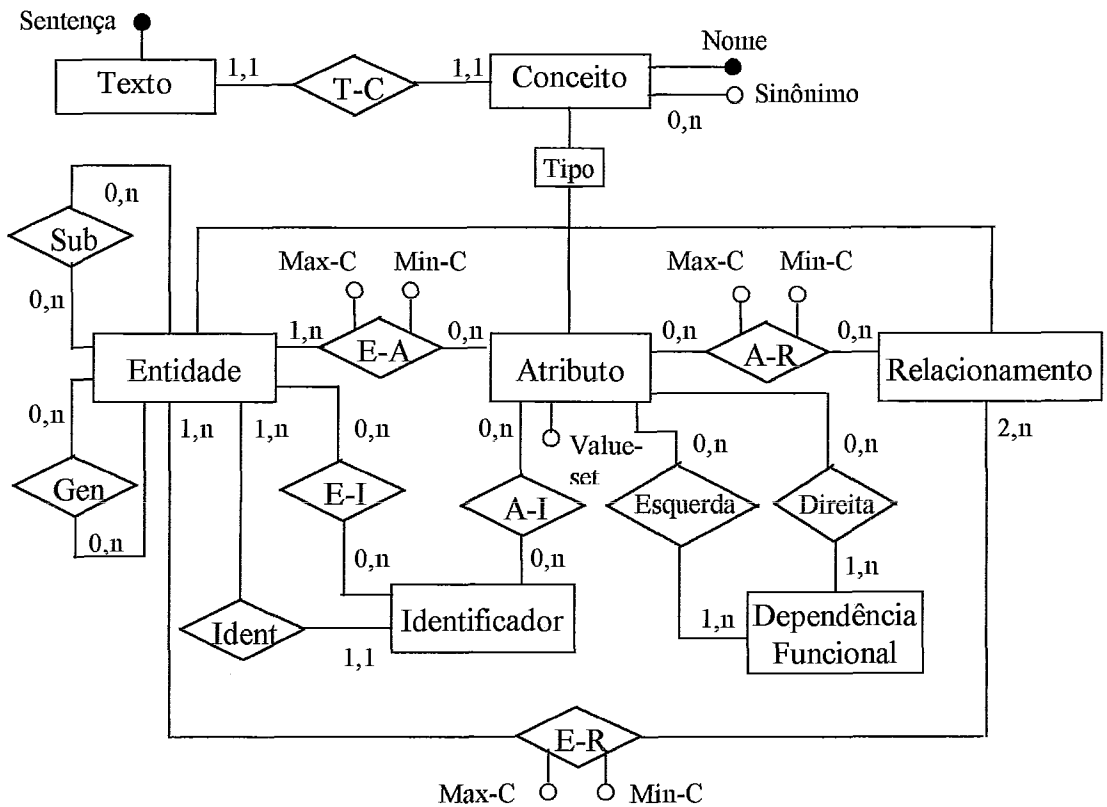 Sentença
Nome
Texto
1,1
T-C
1,1
Conceito
Sinônimo
0,n
Tipo
0,n
Sub
0,n
Max-C
Min-C
Max-C
Min-C
1,n
E-A
0,n
0,n
A-R
0,n
Entidade
Atributo
Relacionamento
0,n
1,n
1,n
0,n
0,n
Value-
set
0,n
0,n
2,n
Gen
E-I
A-I
Esquerda
Direita
0,n
0,n
0,n
1,n
Ident
1,1
Identificador
1,n
Dependência
Funcional
E-R
Max-C
Min-C